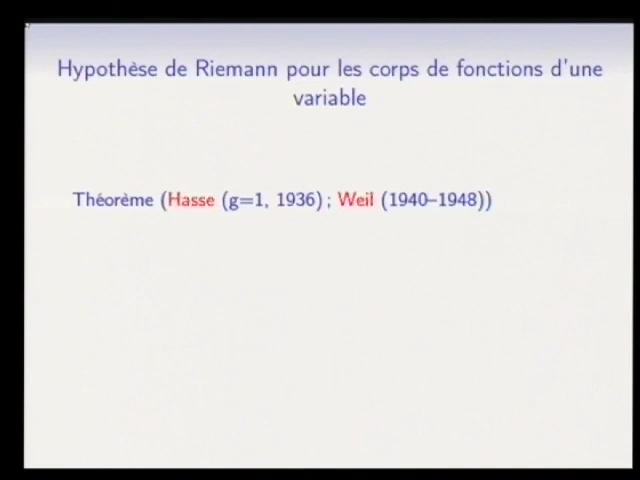 Hypothèse de Riemann pour les corps de fonctions d'une
variable
Théorème (Hasse (g=1, 1936) ; Weil (1940–1948))